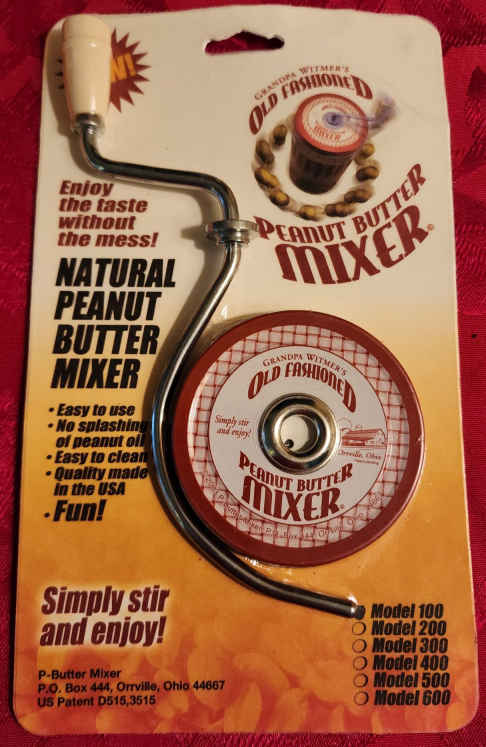 GRANDPA WITMER'S
OLD FASHIONED
PEANUT BUTTER
MIXER®
Enjoy
the taste
without
the mess!
NATURAL
PEANUT
BUTTER
MIXER
• Easy to use
• No splashing
of peanut oil
• Easy to clean
• Quality made
in the USA
• Fun!
GRANDPA WITMER'S
OLD FASHIONED
Simply stir
and enjoy!
Orrville, Ohio
PEANUT BUTTER
MIXER®
Simply stir
and enjoy!
Model 100
Model 200
Model 300
Model 400
Model 500
Model 600
P-Butter Mixer
P.O. Box 444, Orrville, Ohio 44667
US Patent D515,3515